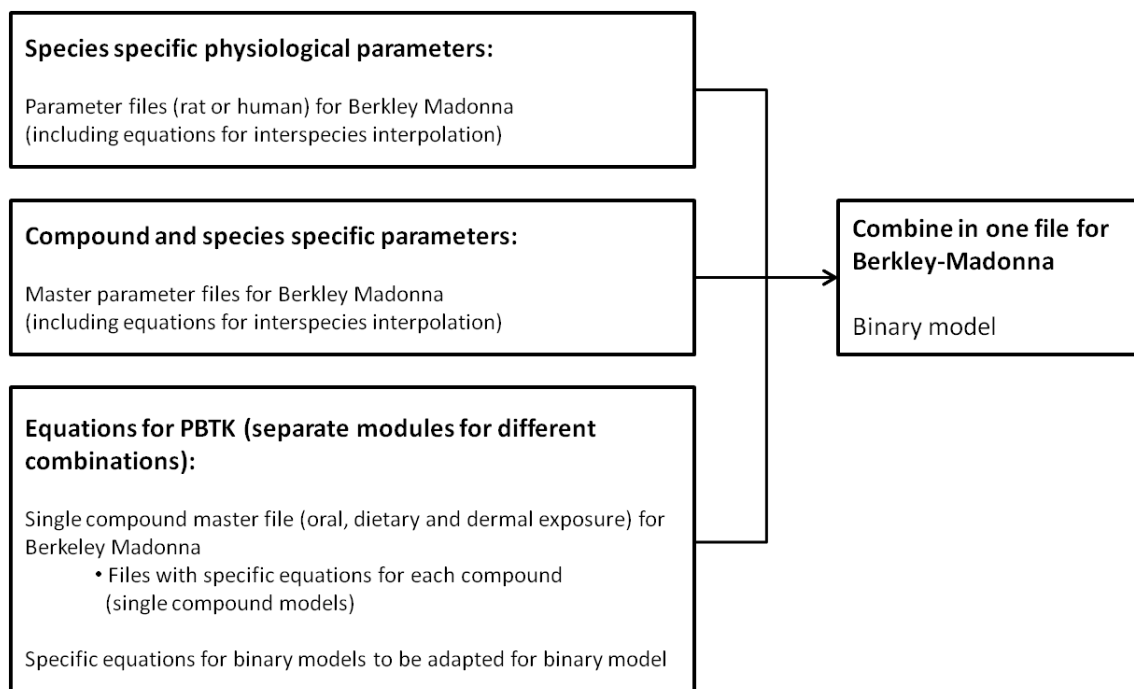 Species specific physiological parameters:
Parameter files (rat or human) for Berkley Madonna
(including equations for interspecies interpolation)
Compound and species specific parameters:
Master parameter files for Berkley Madonna
(including equations for interspecies interpolation)
Equations for PBTK (separate modules for different
combinations):
Single compound master file (oral, dietary and dermal exposure) for
Berkeley Madonna
• Files with specific equations for each compound
(single compound models)
Specific equations for binary models to be adapted for binary model
Combine in one file for
Berkley-Madonna
Binary model